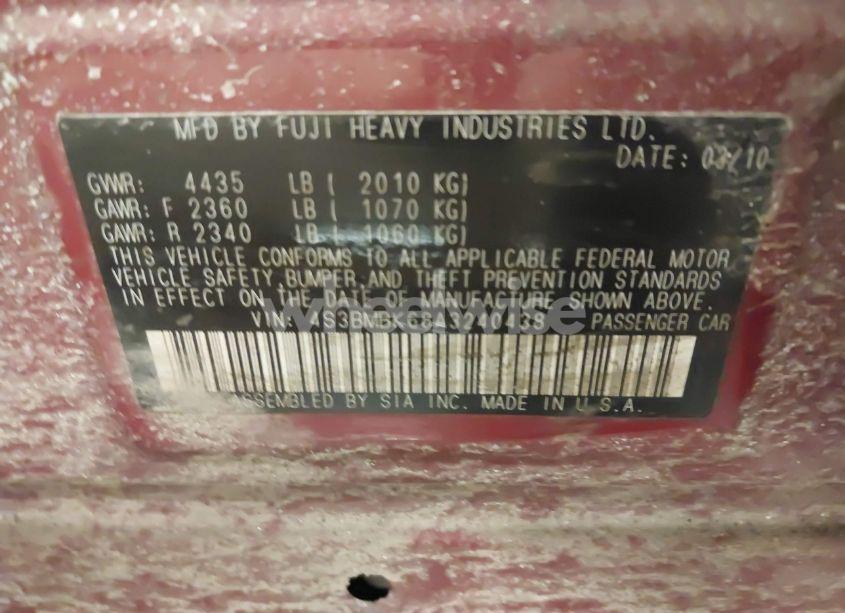 MFD BY FUJI HEAVY INDUSTRIES LTD.
DATE: 03/10
GVWR: 4435 LB ( 2010 KG)
GAWR: F 2360 LB ( 1070 KG)
GAWR: R 2340 LB ( 1060 KG)
THIS VEHICLE CONFORMS TO ALL APPLICABLE FEDERAL MOTOR
VEHICLE SAFETY,BUMPER,AND THEFT PREVENTION STANDARDS
IN EFFECT ON THE DATE OF MANUFACTURE SHOWN ABOVE.
VIN: 4S3BMBK68A3240438 PASSENGER CAR
ASSEMBLED BY SIA INC. MADE IN U.S.A.